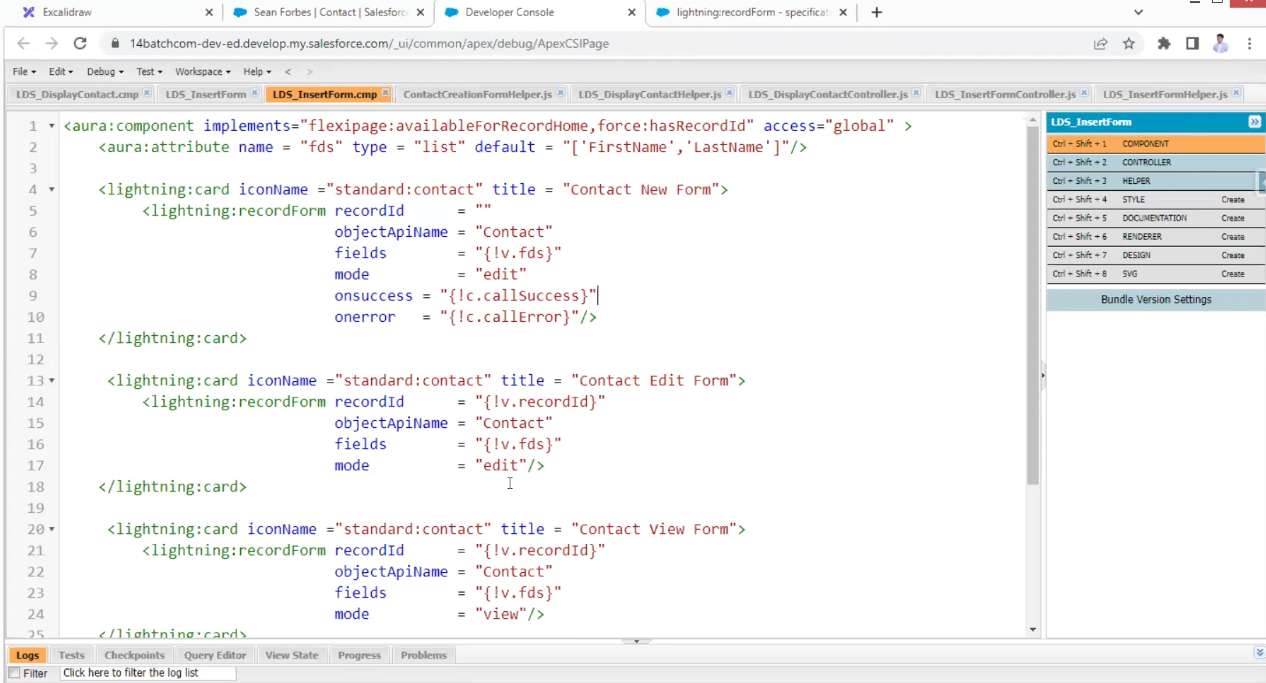 Excalidraw
Sean Forbes | Contact | Salesforc
Developer Console
lightning:recordForm - specificati
14batchcom-dev-ed.develop.my.salesforce.com/_ui/common/apex/debug/ApexCSIPage
File Edit Debug Test Workspace Help < >
LDS_DisplayContact.cmp LDS_InsertForm LDS_InsertForm.cmp ContactCreationFormHelper.js LDS_DisplayContactHelper.js LDS_DisplayContactController.js LDS_InsertFormController.js LDS_InsertFormHelper.js
1 <aura:component implements="flexipage:availableForRecordHome,force:hasRecordId" access="global" >
2 <aura:attribute name = "fds" type = "list" default = "['FirstName','LastName']"/>
3
4 <lightning:card iconName ="standard:contact" title = "Contact New Form">
5 <lightning:recordForm recordId = ""
6 objectApiName = "Contact"
7 fields = "{!v.fds}"
8 mode = "edit"
9 onsuccess = "{!c.callSuccess}"
10 onerror = "{!c.callError}"/>
11 </lightning:card>
12
13 <lightning:card iconName ="standard:contact" title = "Contact Edit Form">
14 <lightning:recordForm recordId = "{!v.recordId}"
15 objectApiName = "Contact"
16 fields = "{!v.fds}"
17 mode = "edit"/>
18 </lightning:card>
19
20 <lightning:card iconName ="standard:contact" title = "Contact View Form">
21 <lightning:recordForm recordId = "{!v.recordId}"
22 objectApiName = "Contact"
23 fields = "{!v.fds}"
24 mode = "view"/>
25 </lightning:card>
LDS_InsertForm
Ctrl + Shift + 1 COMPONENT
Ctrl + Shift + 2 CONTROLLER
Ctrl + Shift + 3 HELPER
Ctrl + Shift + 4 STYLE Create
Ctrl + Shift + 5 DOCUMENTATION Create
Ctrl + Shift + 6 RENDERER Create
Ctrl + Shift + 7 DESIGN Create
Ctrl + Shift + 8 SVG Create
Bundle Version Settings
Logs Tests Checkpoints Query Editor View State Progress Problems
Filter Click here to filter the log list